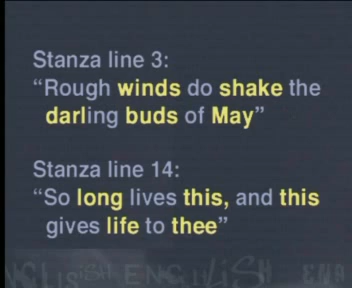 Stanza line 3:
“Rough winds do shake the
darling buds of May”
Stanza line 14:
“So long lives this, and this
gives life to thee”
ENGLISH